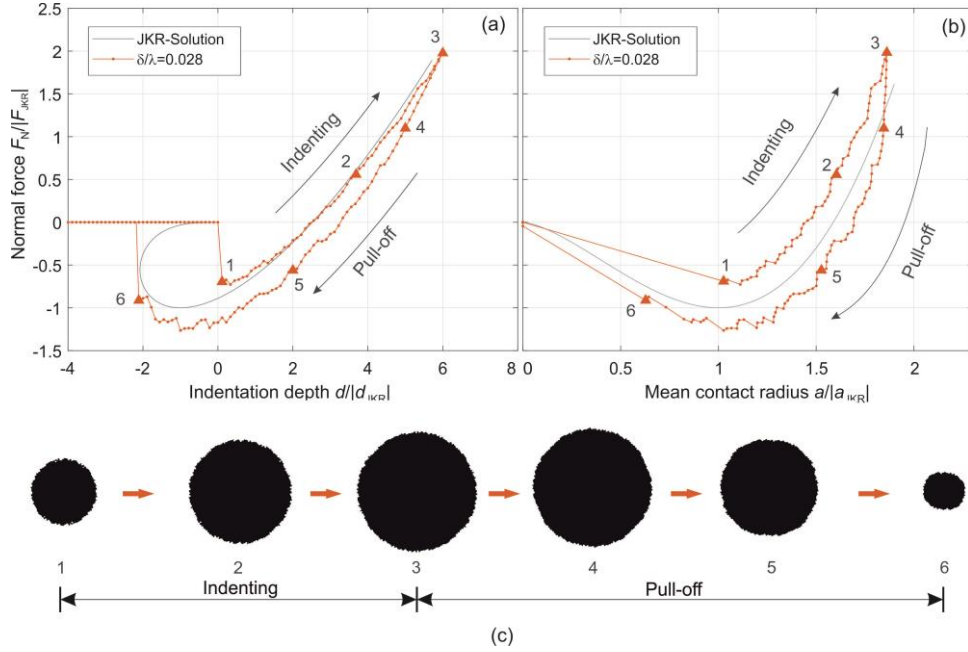 (a)
JKR-Solution
δ/λ=0.028
2.5
2
1.5
1
0.5
0
-0.5
-1
-1.5
Normal force F_N/|F_JKR|
Indenting
Pull-off
1
2
3
4
5
6
-4
-2
0
2
4
6
8
Indentation depth d/|d_JKR|
(b)
JKR-Solution
δ/λ=0.028
Indenting
Pull-off
1
2
3
4
5
6
0
0.5
1
1.5
2
Mean contact radius a/|a_JKR|
1 2 3 4 5 6
Indenting Pull-off
(c)